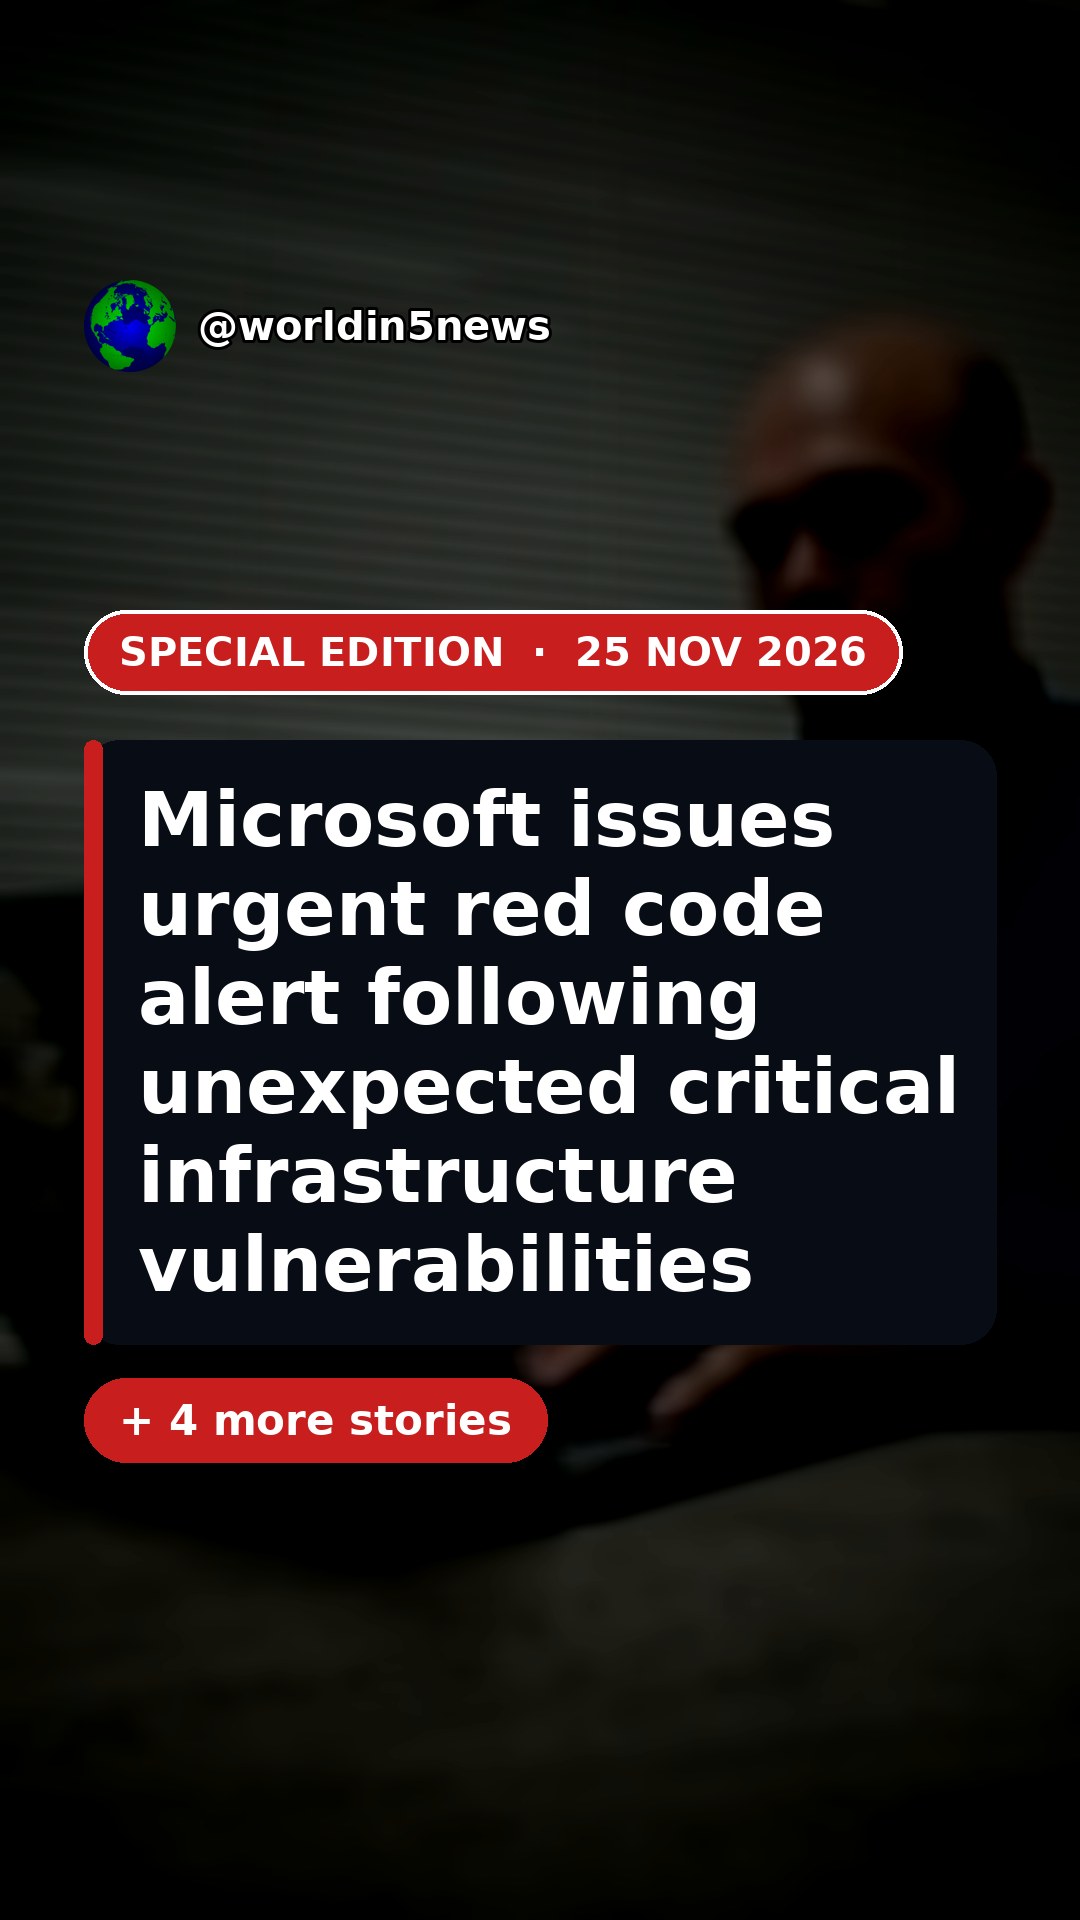 @worldin5news
SPECIAL EDITION · 25 NOV 2026
Microsoft issues
urgent red code
alert following
unexpected critical
infrastructure
vulnerabilities
+ 4 more stories